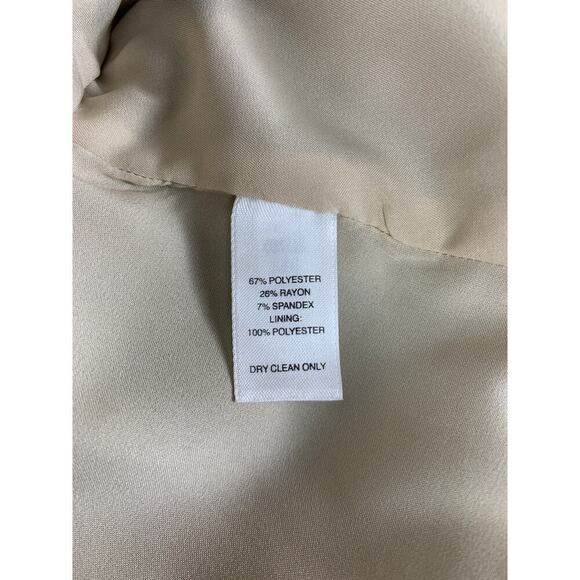 67% POLYESTER
26% RAYON
7% SPANDEX
LINING:
100% POLYESTER
DRY CLEAN ONLY